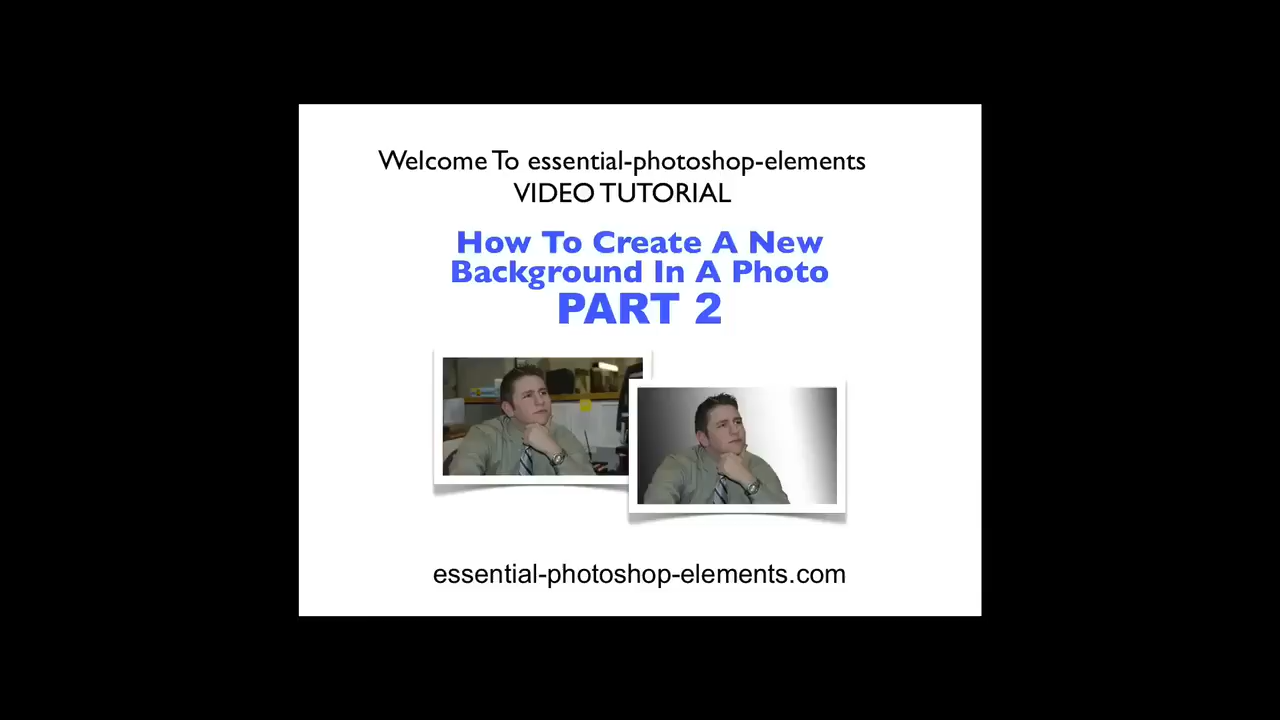 Welcome To essential-photoshop-elements
VIDEO TUTORIAL
How To Create A New
Background In A Photo
PART 2
essential-photoshop-elements.com